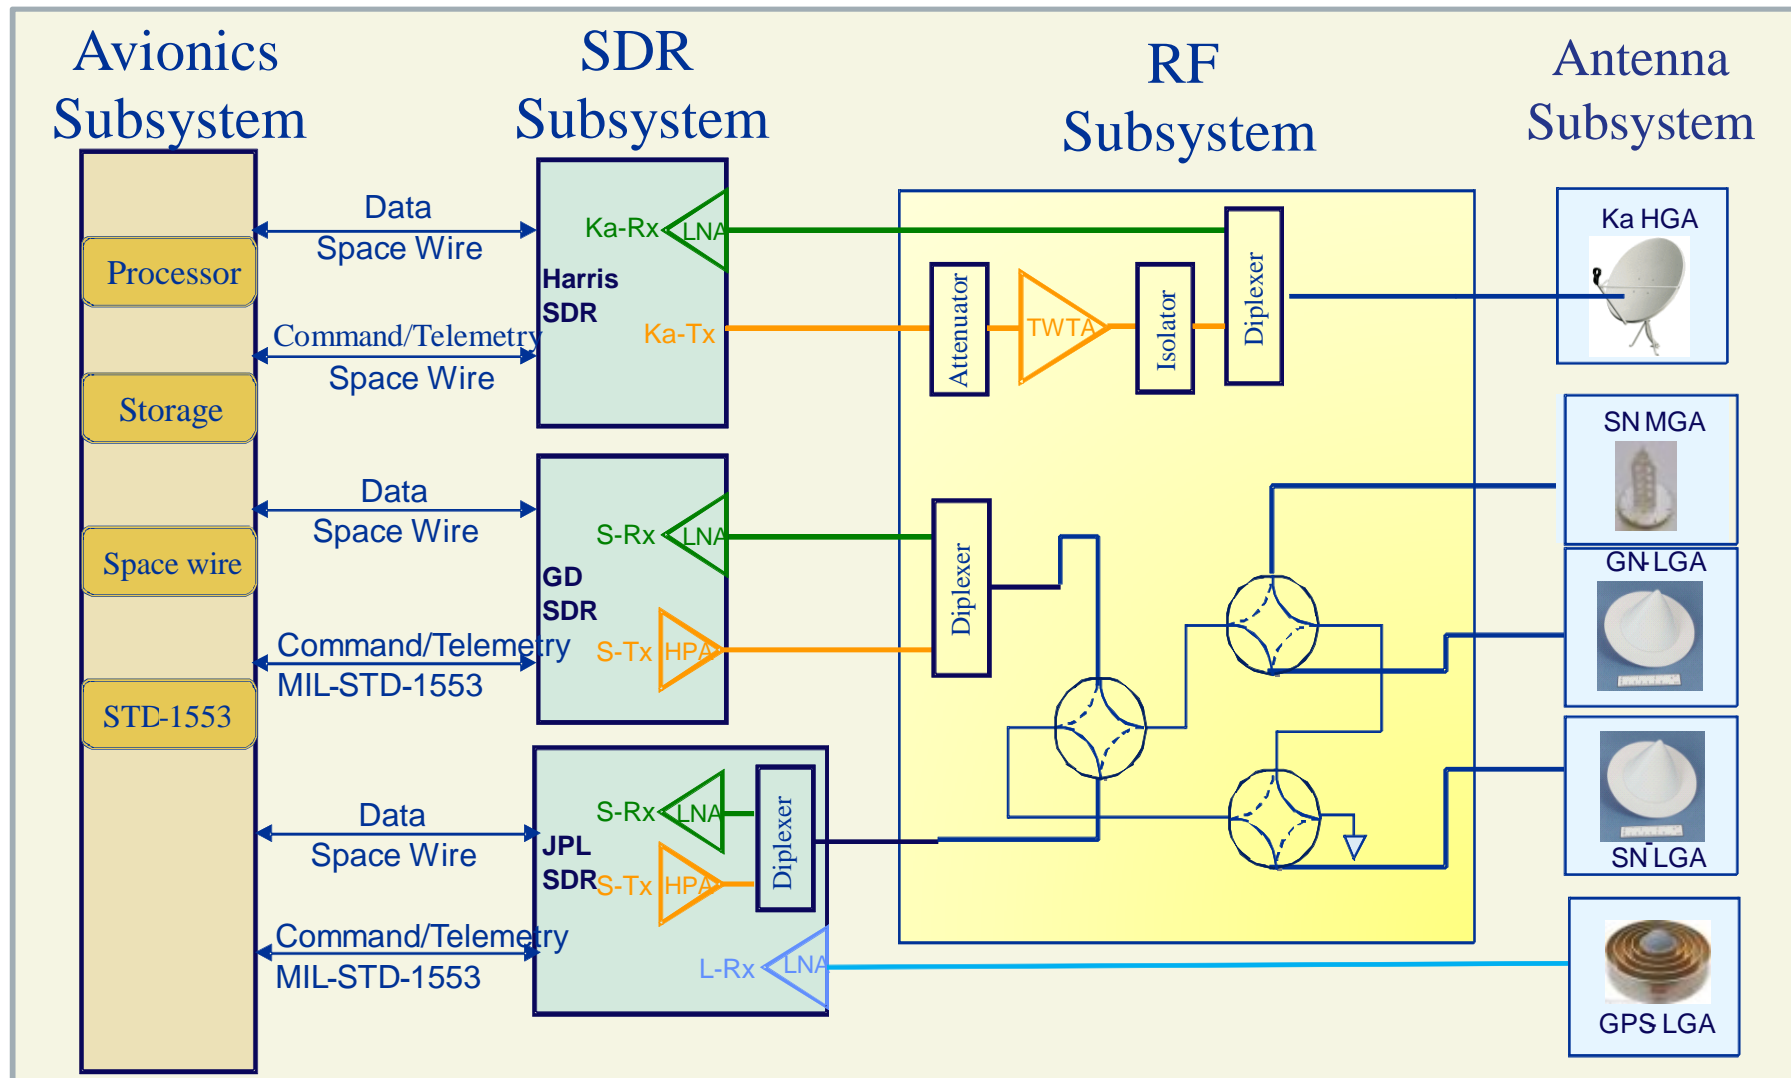 Avionics
Subsystem
SDR
Subsystem
RF
Subsystem
Antenna
Subsystem
Processor
Storage
Space wire
STD-1553
Data
Space Wire
Command/Telemetry
Space Wire
Data
Space Wire
Command/Telemetry
MIL-STD-1553
Data
Space Wire
Command/Telemetry
MIL-STD-1553
Ka-Rx
LNA
Harris
SDR
Ka-Tx
S-Rx
LNA
GD
SDR
S-Tx
HPA
S-Rx
LNA
JPL
SDR
S-Tx
HPA
Diplexer
L-Rx
LNA
Attenuator
TWTA
Isolator
Diplexer
Diplexer
Ka HGA
SN MGA
GN-LGA
SN-LGA
GPS LGA